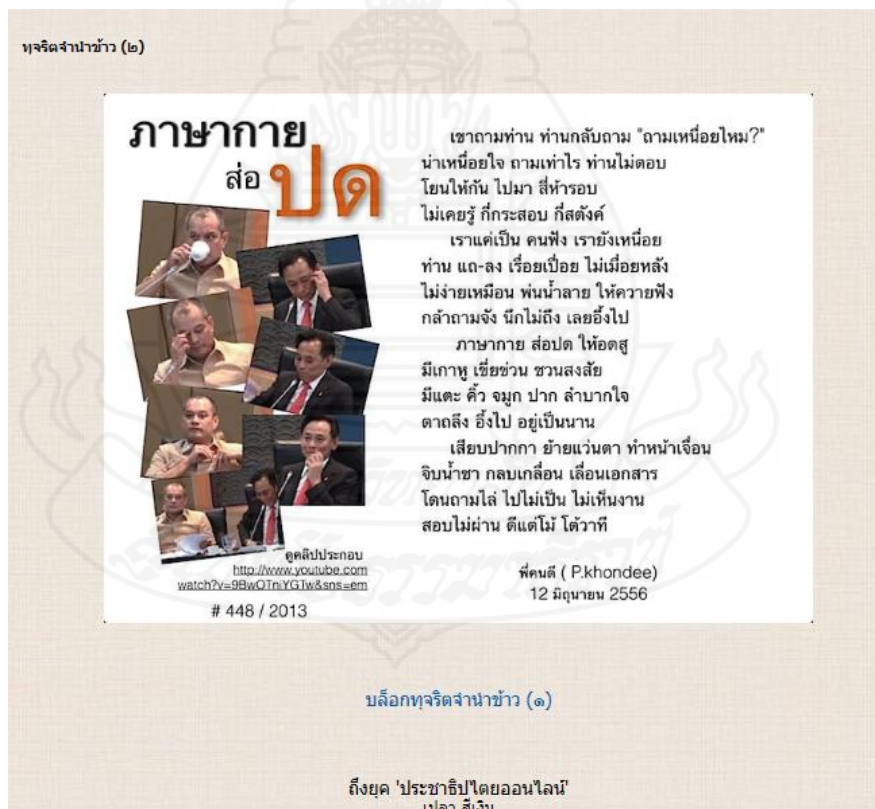 ทุจริตจำนำข้าว (๒)
ภาษากาย
ส่อ ปด
เขาถามท่าน ท่านกลับถาม "ถามเหนื่อยไหม?"
น่าเหนื่อยใจ ถามเท่าไร ท่านไม่ตอบ
โยนให้กัน ไปมา สี่ห้ารอบ
ไม่เคยรู้ กี่กระสอบ กี่สตังค์
เราแค่เป็น คนฟัง เรายังเหนื่อย
ท่าน แถ-ลง เรื่อยเปื่อย ไม่เมื่อยหลัง
ไม่ง่ายเหมือน พ่นน้ำลาย ให้ควายฟัง
กล้าถามจัง นึกไม่ถึง เลยอึ้งไป
ภาษากาย ส่อปด ให้อดสู
มีเกาหู เขี่ยข่วน ชวนสงสัย
มีแตะ คิ้ว จมูก ปาก ลำบากใจ
ตาถลึง อึ้งไป อยู่เป็นนาน
เสียบปากกา ย้ายแว่นตา ทำหน้าเจื่อน
จิบน้ำชา กลบเกลื่อน เลื่อนเอกสาร
โดนถามไล่ ไปไม่เป็น ไม่เห็นงาน
สอบไม่ผ่าน ดีแต่โม้ โต้วาที
พี่คนดี ( P.khondee)
12 มิถุนายน 2556
ดูคลิปประกอบ
http://www.youtube.com
watch?v=9BwOTniYGTw&sns=em
# 448 / 2013
บล็อกทุจริตจำนำข้าว (๑)
ถึงยุค 'ประชาธิปไตยออนไลน์'
เปลว สีเงิน